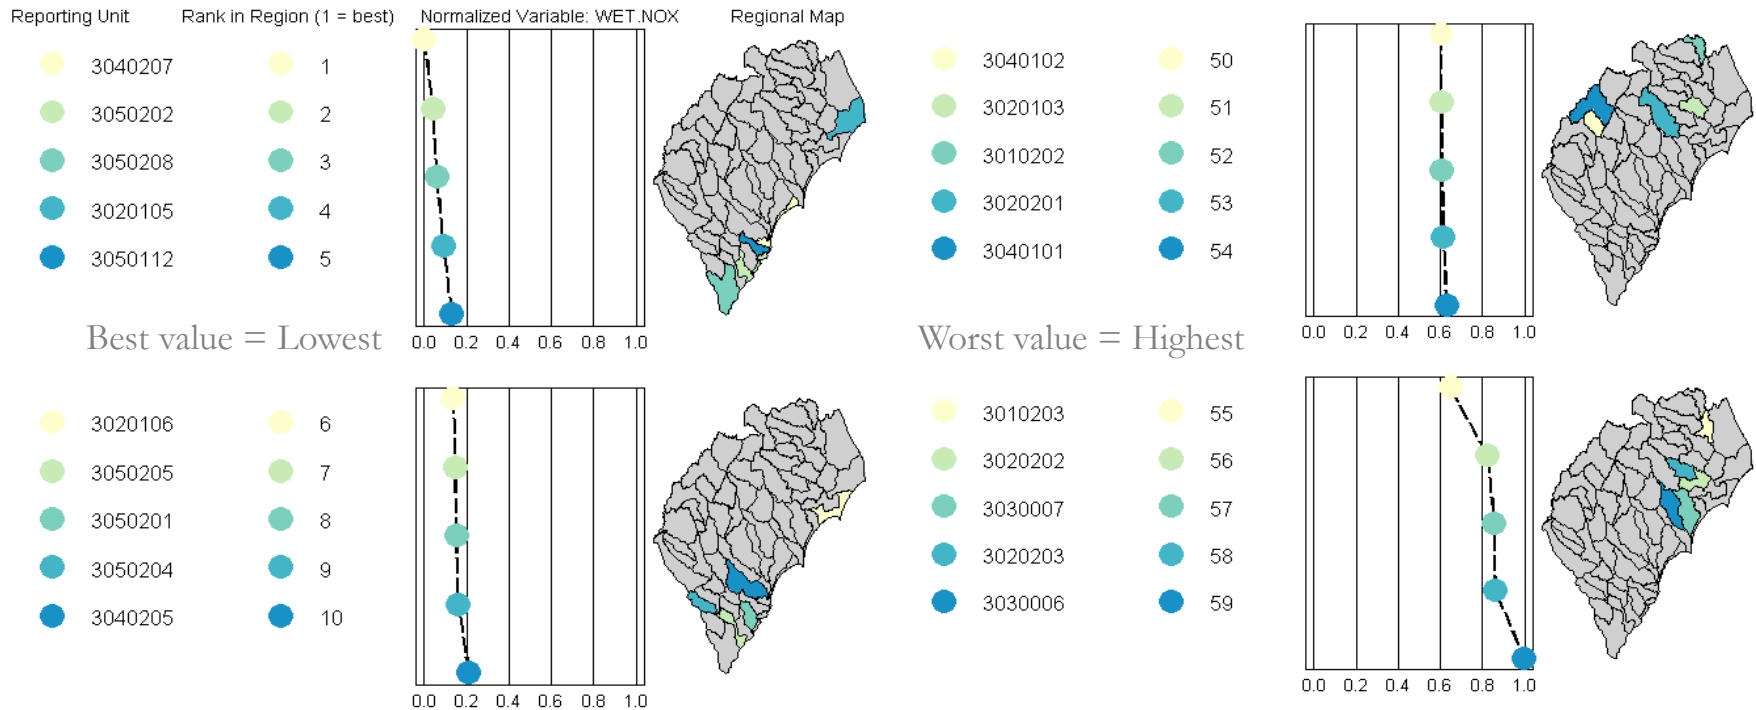 Reporting Unit Rank in Region (1 = best) Normalized Variable: WET.NOX Regional Map
3040207 1
3050202 2
3050208 3
3020105 4
3050112 5
0.0 0.2 0.4 0.6 0.8 1.0
Best value = Lowest
3020106 6
3050205 7
3050201 8
3050204 9
3040205 10
0.0 0.2 0.4 0.6 0.8 1.0
3040102 50
3020103 51
3010202 52
3020201 53
3040101 54
0.0 0.2 0.4 0.6 0.8 1.0
Worst value = Highest
3010203 55
3020202 56
3030007 57
3020203 58
3030006 59
0.0 0.2 0.4 0.6 0.8 1.0